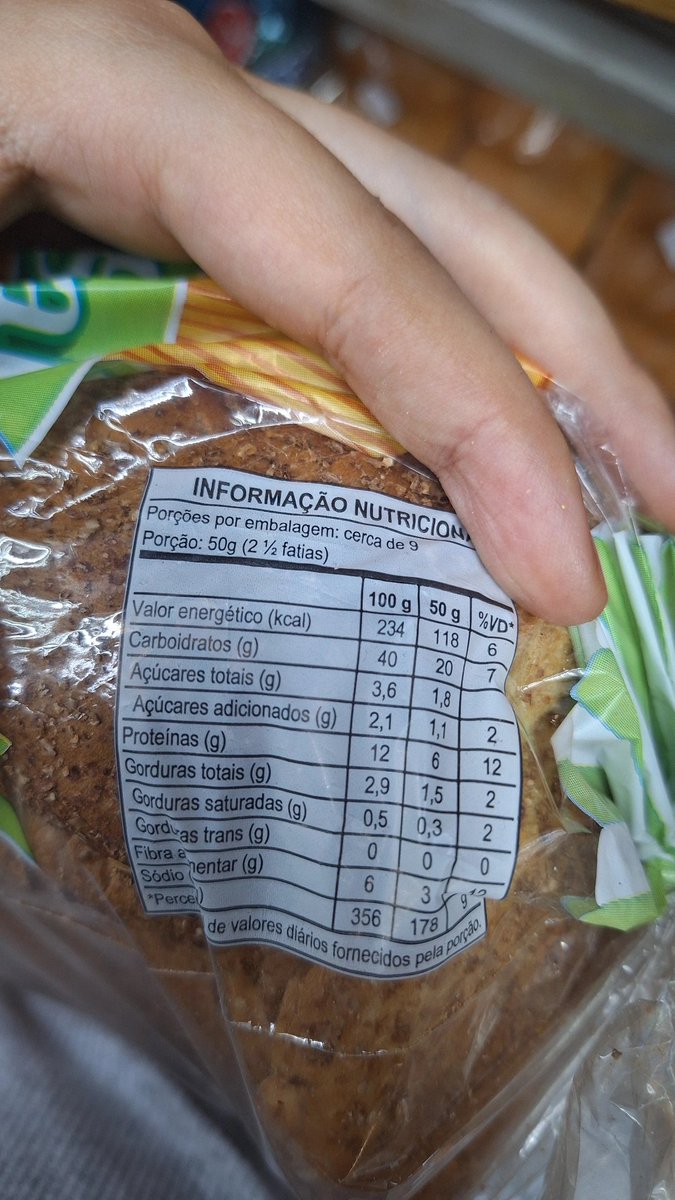 INFORMAÇÃO NUTRICION
Porções por embalagem: cerca de 9
Porção: 50g (2 ½ fatias)
100 g 50 g %VD*
Valor energético (kcal) 234 118 6
Carboidratos (g) 40 20 7
Açúcares totais (g) 3,6 1,8
Açúcares adicionados (g) 2,1 1,1 2
Proteínas (g) 12 6 12
Gorduras totais (g) 2,9 1,5 2
Gorduras saturadas (g) 0,5 0,3 2
Gorduras trans (g) 0 0 0
Fibra a mentar (g) 6 3
Sódio 356 178
*Perce de valores diários fornecidos pela porção.